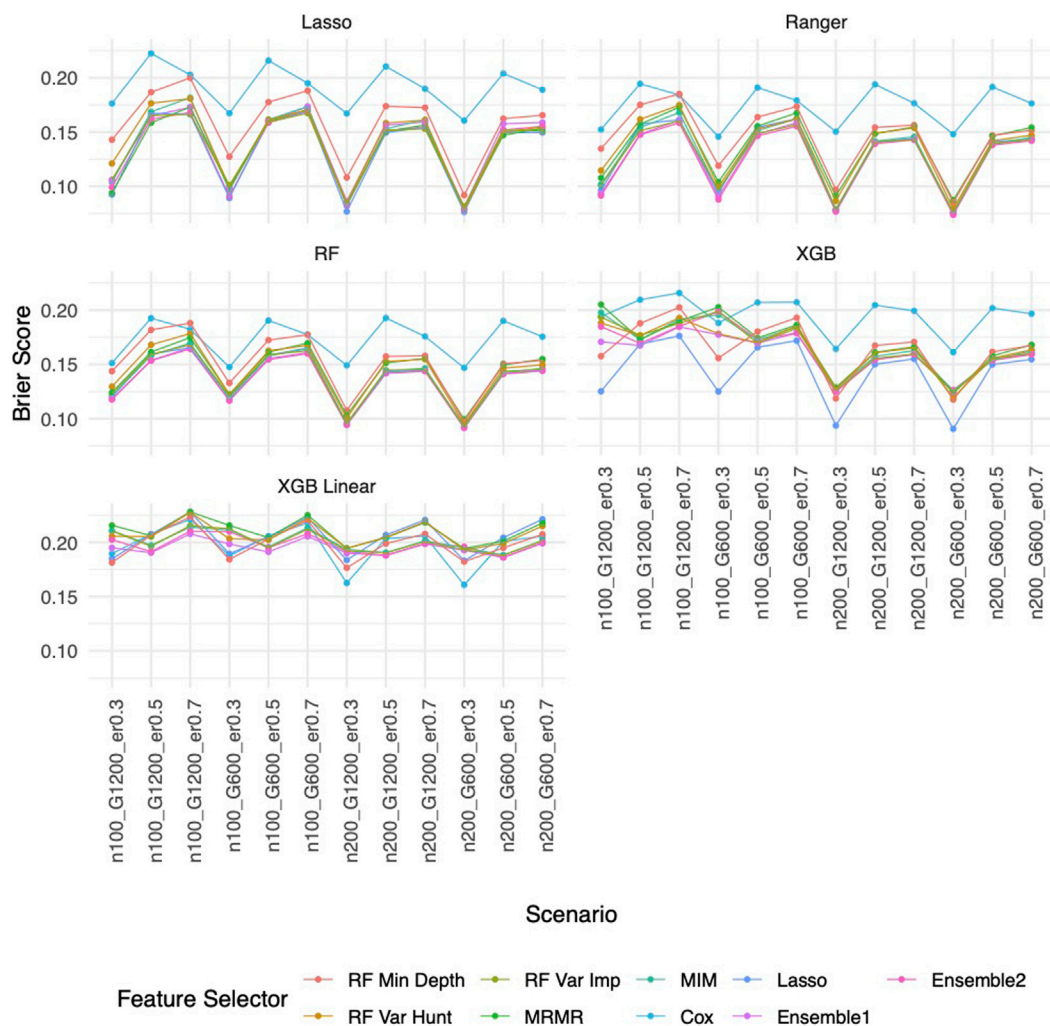 Lasso
Ranger
0.20
0.15
0.10
RF
XGB
0.20
0.15
0.10
Brier Score
XGB Linear
0.20
0.15
0.10
n100_G1200_er0.3
n100_G1200_er0.5
n100_G1200_er0.7
n100_G600_er0.3
n100_G600_er0.5
n100_G600_er0.7
n200_G1200_er0.3
n200_G1200_er0.5
n200_G1200_er0.7
n200_G600_er0.3
n200_G600_er0.5
n200_G600_er0.7
n100_G1200_er0.3
n100_G1200_er0.5
n100_G1200_er0.7
n100_G600_er0.3
n100_G600_er0.5
n100_G600_er0.7
n200_G1200_er0.3
n200_G1200_er0.5
n200_G1200_er0.7
n200_G600_er0.3
n200_G600_er0.5
n200_G600_er0.7
Scenario
Feature Selector
RF Min Depth RF Var Imp MIM Lasso Ensemble2
RF Var Hunt MRMR Cox Ensemble1